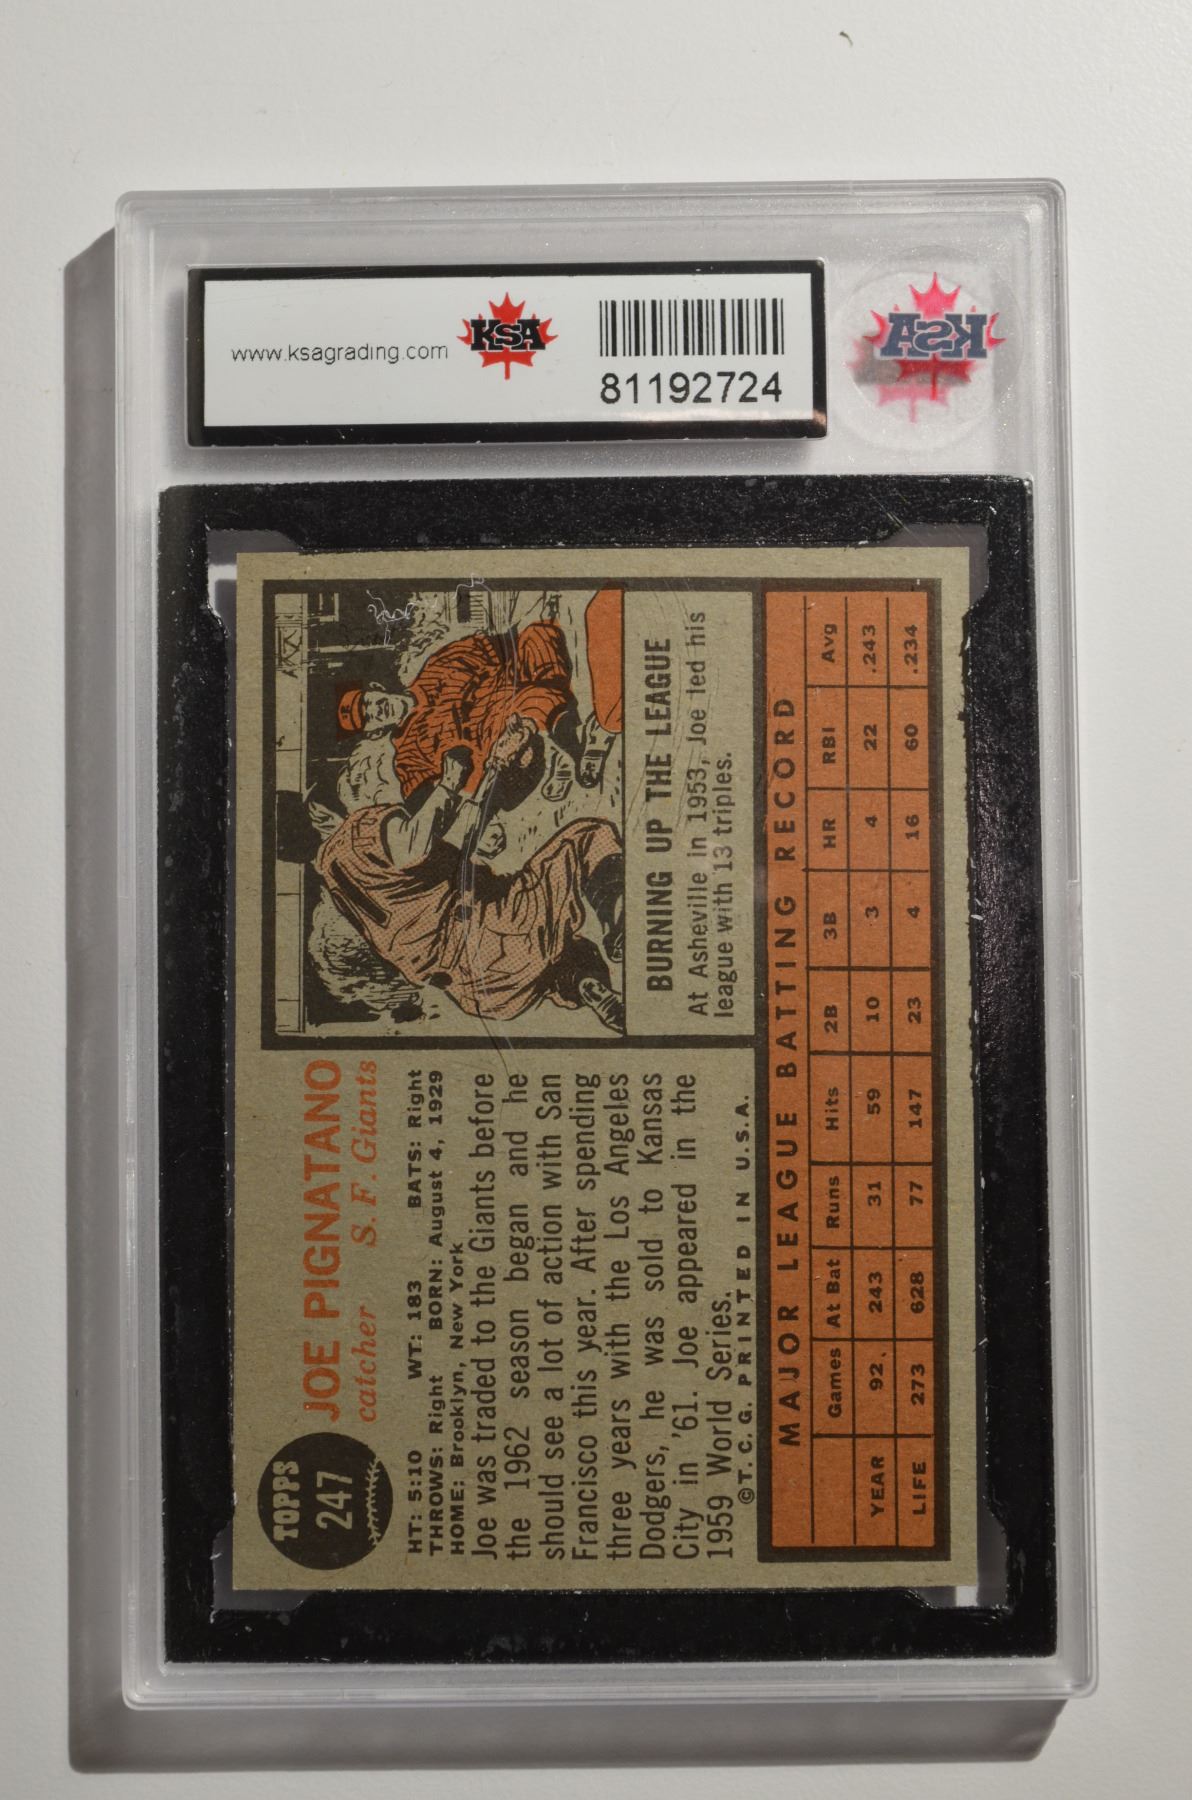 www.ksagrading.com
KSA
81192724
KSA
TOPPS
247
JOE PIGNATANO
catcher S. F. Giants
HT: 5:10 WT: 183 BATS: Right
THROWS: Right BORN: August 4, 1929
HOME: Brooklyn, New York
Joe was traded to the Giants before
the 1962 season began and he
should see a lot of action with San
Francisco this year. After spending
three years with the Los Angeles
Dodgers, he was sold to Kansas
City in '61. Joe appeared in the
1959 World Series.
©T. C. G. PRINTED IN U.S.A.
BURNING UP THE LEAGUE
At Asheville in 1953, Joe led his
league with 13 triples.
MAJOR LEAGUE BATTING RECORD
Games At Bat Runs Hits 2B 3B HR RBI Avg
YEAR 92. 243 31 59 10 3 4 22 .243
LIFE 273 628 77 147 23 4 16 60 .234